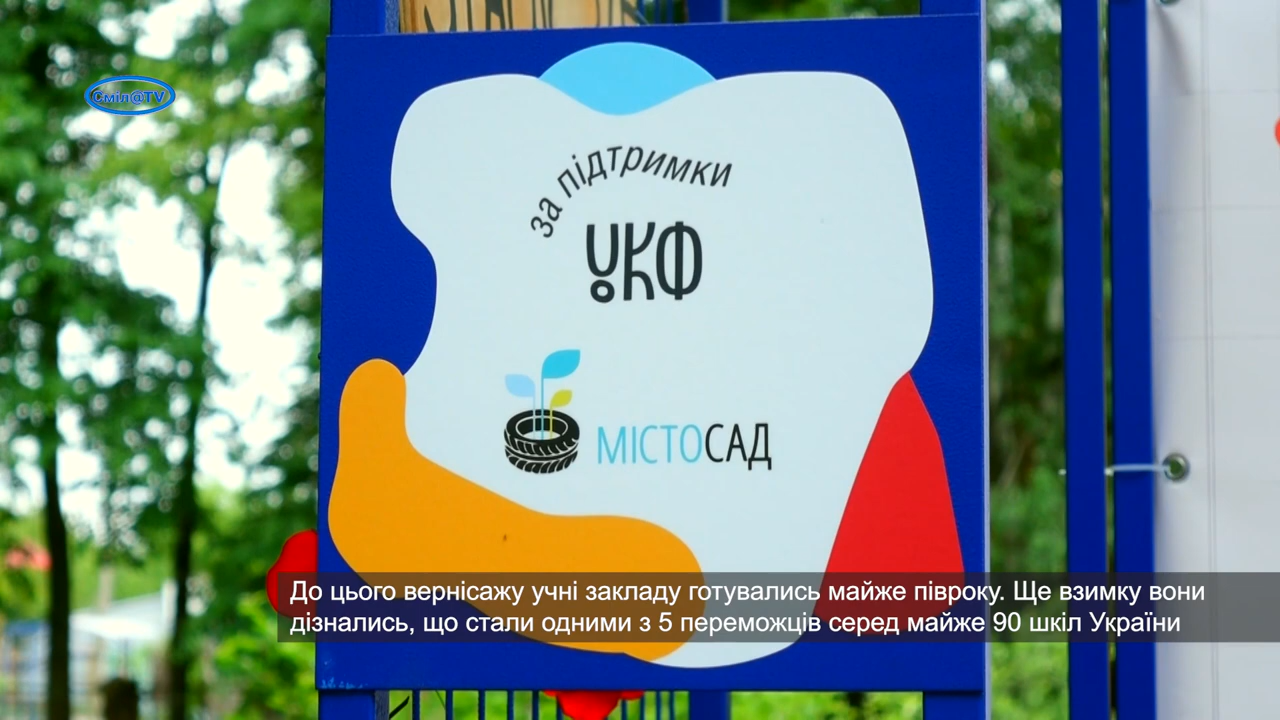 Сміл@TV
за підтримки
УКФ
МІСТОСАД
До цього вернісажу учні закладу готувались майже півроку. Ще взимку вони
дізнались, що стали одними з 5 переможців серед майже 90 шкіл України